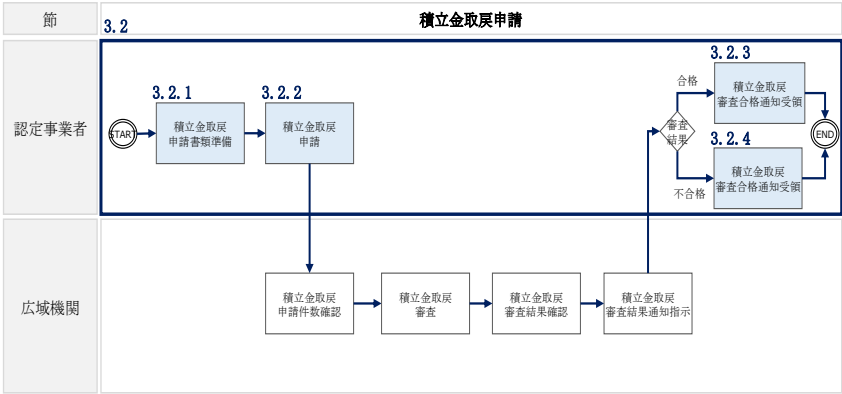 節
3.2
積立金取戻申請
認定事業者
START
3.2.1
積立金取戻
申請書類準備
3.2.2
積立金取戻
申請
審査
結果
合格
不合格
3.2.3
積立金取戻
審査合格通知受領
3.2.4
積立金取戻
審査合格通知受領
END
広域機関
積立金取戻
申請件数確認
積立金取戻
審査
積立金取戻
審査結果確認
積立金取戻
審査結果通知指示